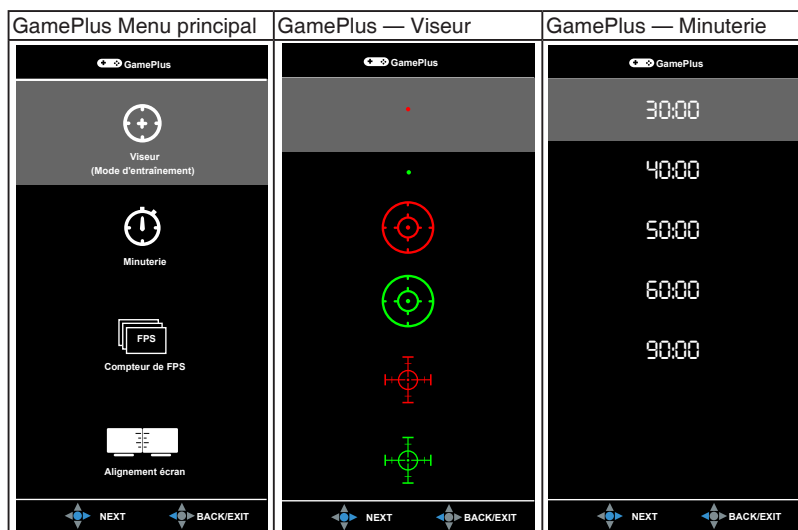 GamePlus Menu principal
GamePlus
Viseur
(Mode d'entraînement)
Minuterie
FPS
Compteur de FPS
Alignement écran
NEXT BACK/EXIT
GamePlus — Viseur
GamePlus
NEXT BACK/EXIT
GamePlus — Minuterie
GamePlus
30:00
40:00
50:00
60:00
90:00
NEXT BACK/EXIT